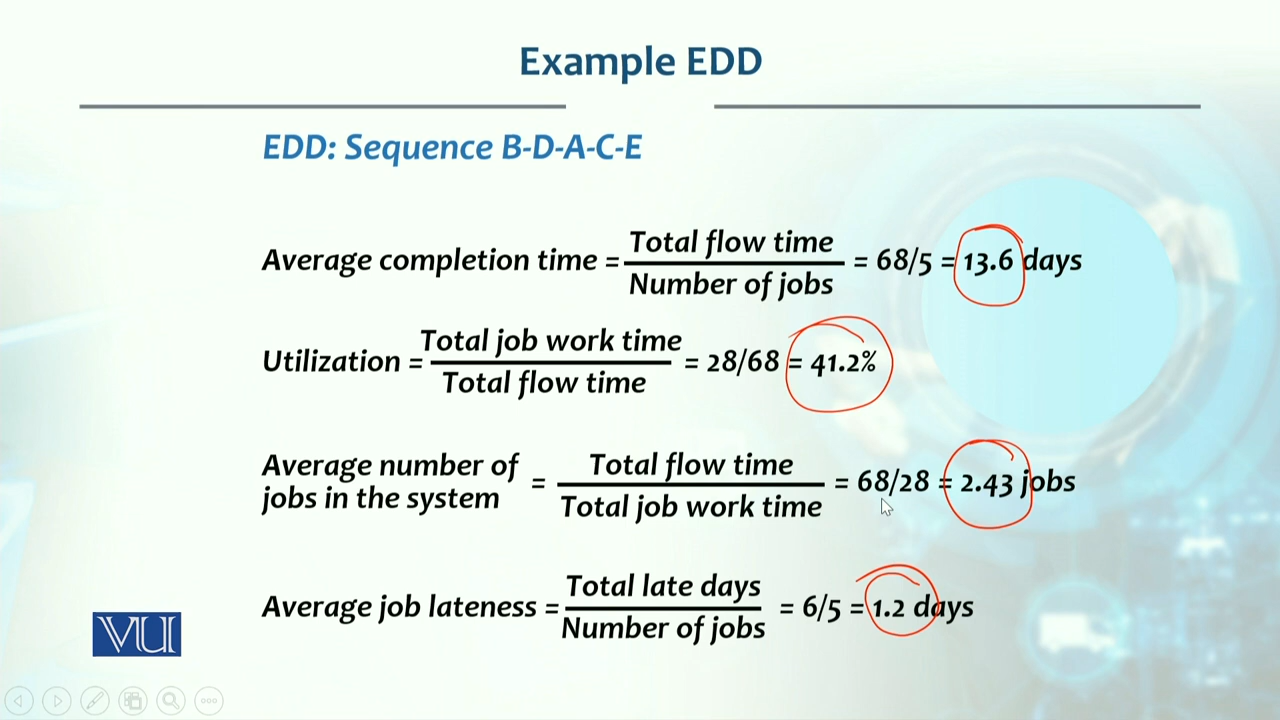 Example EDD
EDD: Sequence B-D-A-C-E
Average completion time = Total flow time / Number of jobs = 68/5 = 13.6 days
Utilization = Total job work time / Total flow time = 28/68 = 41.2%
Average number of jobs in the system = Total flow time / Total job work time = 68/28 = 2.43 jobs
Average job lateness = Total late days / Number of jobs = 6/5 = 1.2 days
VU